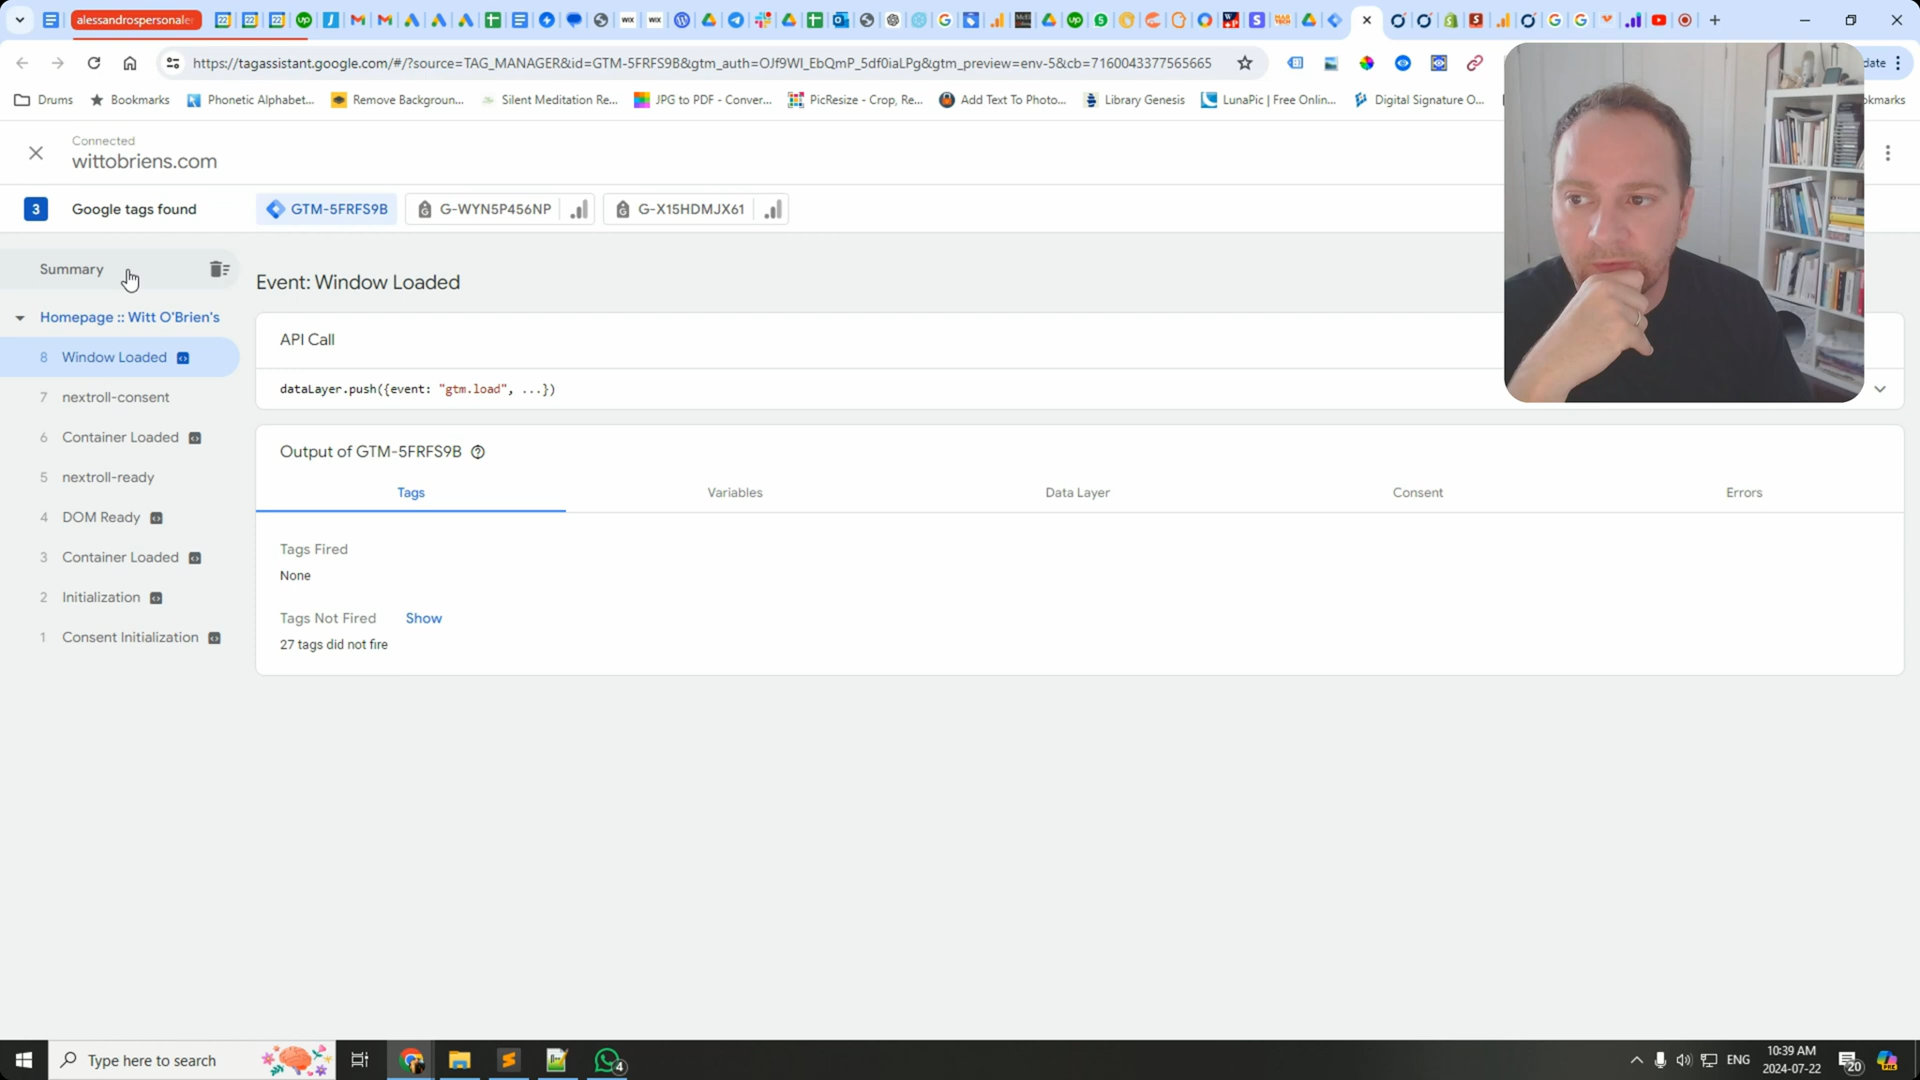 alessandrospersonale
https://tagassistant.google.com/#/?source=TAG_MANAGER&id=GTM-5FRFS9B&gtm_auth=OJf9WI_EbQmP_5df0iaLPg&gtm_preview=env-5&cb=7160043377565665
date
Drums
Bookmarks
Phonetic Alphabet...
Remove Backgroun...
Silent Meditation Re...
JPG to PDF - Conver...
PicResize - Crop, Re...
Add Text To Photo...
Library Genesis
LunaPic | Free Onlin...
Digital Signature O...
kmarks
Connected
wittobriens.com
3 Google tags found
GTM-5FRFS9B
G-WYN5P456NP
G-X15HDMJX61
Summary
Homepage :: Witt O'Brien's
8 Window Loaded
7 nextroll-consent
6 Container Loaded
5 nextroll-ready
4 DOM Ready
3 Container Loaded
2 Initialization
1 Consent Initialization
Event: Window Loaded
API Call
dataLayer.push({event: "gtm.load", ...})
Output of GTM-5FRFS9B
Tags Variables Data Layer Consent Errors
Tags Fired
None
Tags Not Fired Show
27 tags did not fire
Type here to search
4
ENG
10:39 AM
2024-07-22
20